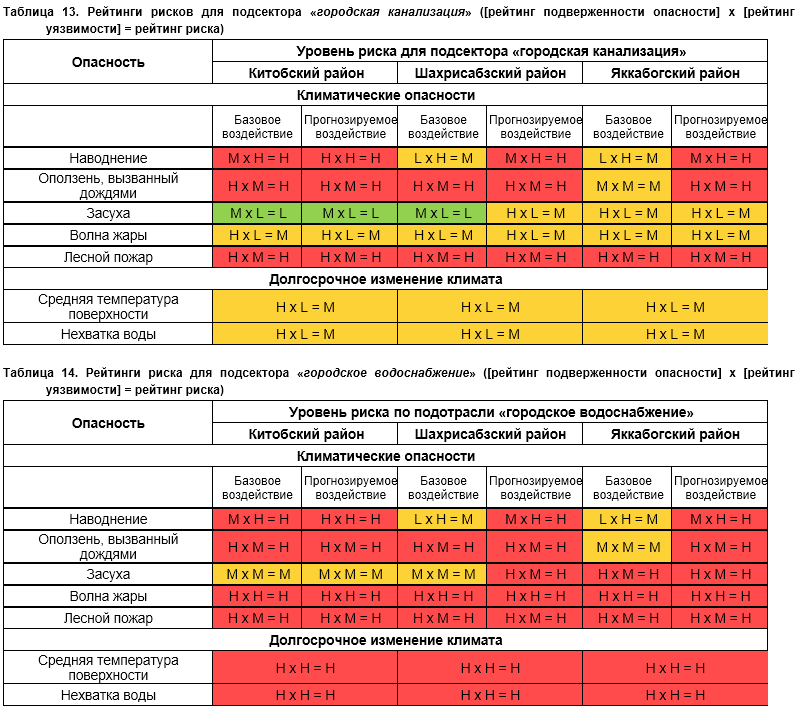 Таблица 13. Рейтинги рисков для подсектора «городская канализация» ([рейтинг подверженности опасности] x [рейтинг
уязвимости] = рейтинг риска)
Опасность
Уровень риска для подсектора «городская канализация»
Китобский район Шахрисабзский район Яккабогский район
Климатические опасности
Базовое Прогнозируемое Базовое Прогнозируемое Базовое Прогнозируемое
воздействие воздействие воздействие воздействие воздействие воздействие
Наводнение M x H = H H x H = H L x H = M M x H = H L x H = M M x H = H
Оползень, вызванный
дождями H x M = H H x M = H H x M = H H x M = H M x M = M H x M = H
Засуха M x L = L M x L = L M x L = L H x L = M H x L = M H x L = M
Волна жары H x L = M H x L = M H x L = M H x L = M H x L = M H x L = M
Лесной пожар H x M = H H x M = H H x M = H H x M = H H x M = H H x M = H
Долгосрочное изменение климата
Средняя температура
поверхности H x L = M H x L = M H x L = M
Нехватка воды H x L = M H x L = M H x L = M
Таблица 14. Рейтинги риска для подсектора «городское водоснабжение» ([рейтинг подверженности опасности] x [рейтинг
уязвимости] = рейтинг риска)
Опасность
Уровень риска по подотрасли «городское водоснабжение»
Китобский район Шахрисабзский район Яккабогский район
Климатические опасности
Базовое Прогнозируемое Базовое Прогнозируемое Базовое Прогнозируемое
воздействие воздействие воздействие воздействие воздействие воздействие
Наводнение M x H = H H x H = H L x H = M M x H = H L x H = M M x H = H
Оползень, вызванный
дождями H x M = H H x M = H H x M = H H x M = H M x M = M H x M = H
Засуха M x M = M M x M = M M x M = M H x M = H H x M = H H x M = H
Волна жары H x H = H H x H = H H x H = H H x H = H H x H = H H x H = H
Лесной пожар H x M = H H x M = H H x M = H H x M = H H x M = H H x M = H
Долгосрочное изменение климата
Средняя температура
поверхности H x H = H H x H = H H x H = H
Нехватка воды H x H = H H x H = H H x H = H